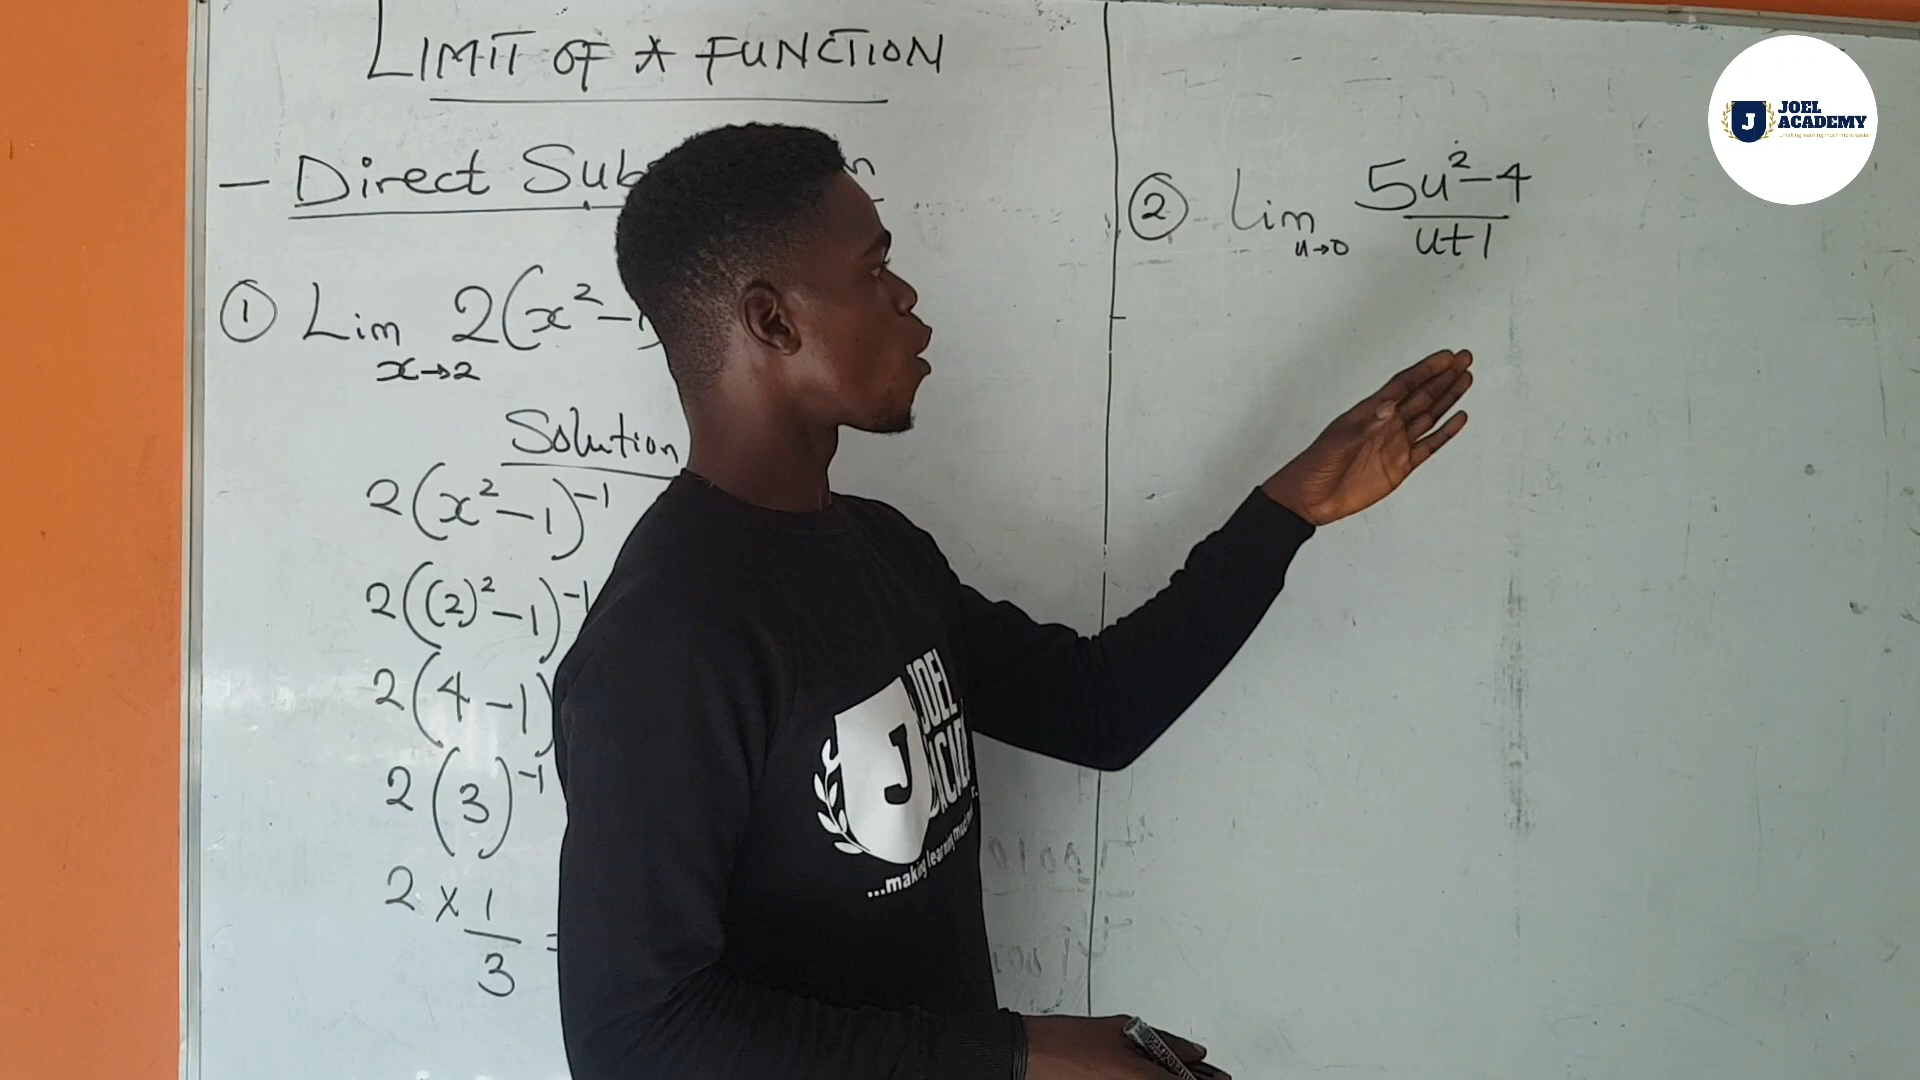 LIMIT OF A FUNCTION
- Direct Sub
① Lim 2(x²-1
x→2
Solution
2(x²-1)⁻¹
2((2)²-1)⁻¹
2(4-1)
2(3)⁻¹
2 x 1
3 =
② Lim 5u²-4
u→0 u+1
JOEL
ACADEMY
JOEL
J
...making learning muc
J